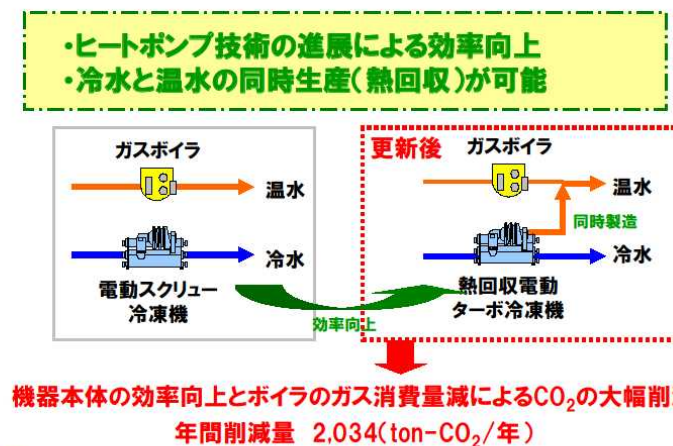 ・ヒートポンプ技術の進展による効率向上
・冷水と温水の同時生産（熱回収）が可能
ガスボイラ
温水
冷水
電動スクリュー
冷凍機
更新後
ガスボイラ
温水
同時製造
冷水
熱回収電動
ターボ冷凍機
効率向上
機器本体の効率向上とボイラのガス消費量減によるCO₂の大幅削
年間削減量 2,034(ton-CO₂/年)